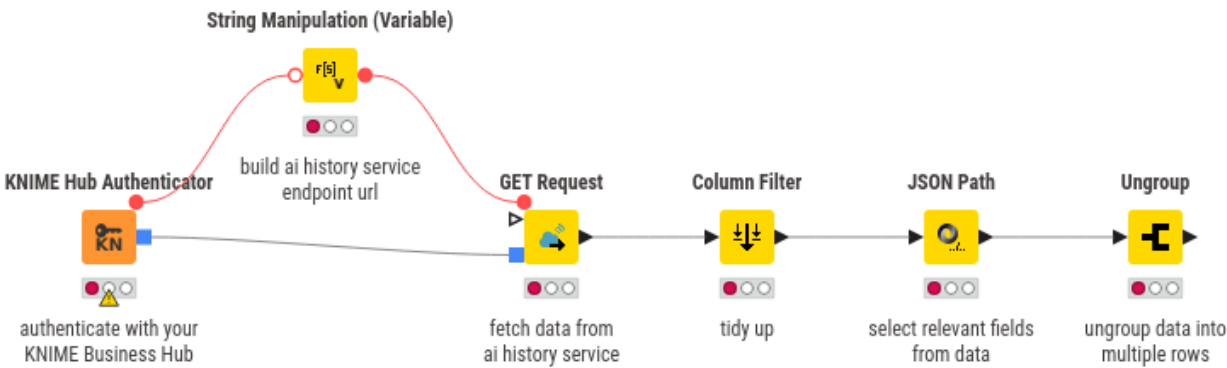 String Manipulation (Variable)
F[S]
V
build ai history service
endpoint url
KNIME Hub Authenticator
KN
authenticate with your
KNIME Business Hub
GET Request
fetch data from
ai history service
Column Filter
tidy up
JSON Path
select relevant fields
from data
Ungroup
ungroup data into
multiple rows